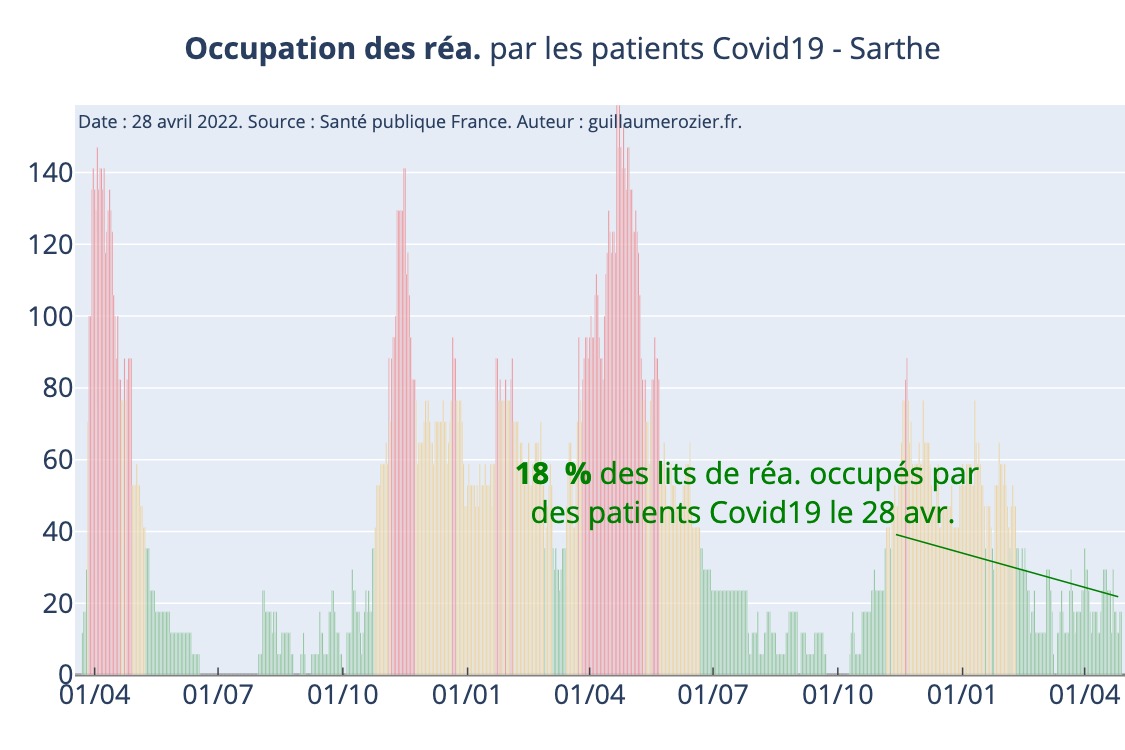 Occupation des réa. par les patients Covid19 - Sarthe
Date : 28 avril 2022. Source : Santé publique France. Auteur : guillaumerozier.fr.
140
120
100
80
60
40
20
0
18 % des lits de réa. occupés par
des patients Covid19 le 28 avr.
01/04 01/07 01/10 01/01 01/04 01/07 01/10 01/01 01/04